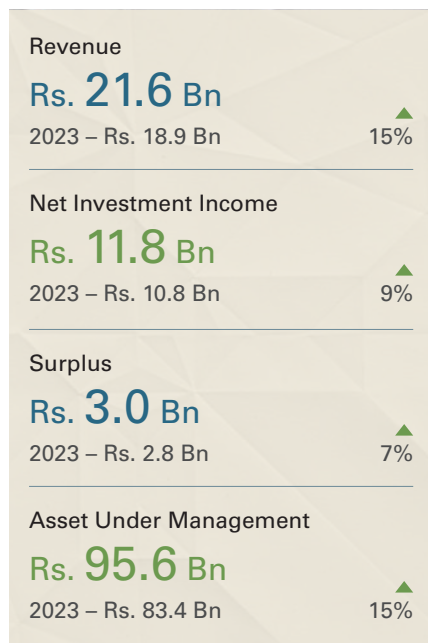 Revenue
Rs. 21.6 Bn
2023 – Rs. 18.9 Bn 15%
Net Investment Income
Rs. 11.8 Bn
2023 – Rs. 10.8 Bn 9%
Surplus
Rs. 3.0 Bn
2023 – Rs. 2.8 Bn 7%
Asset Under Management
Rs. 95.6 Bn
2023 – Rs. 83.4 Bn 15%